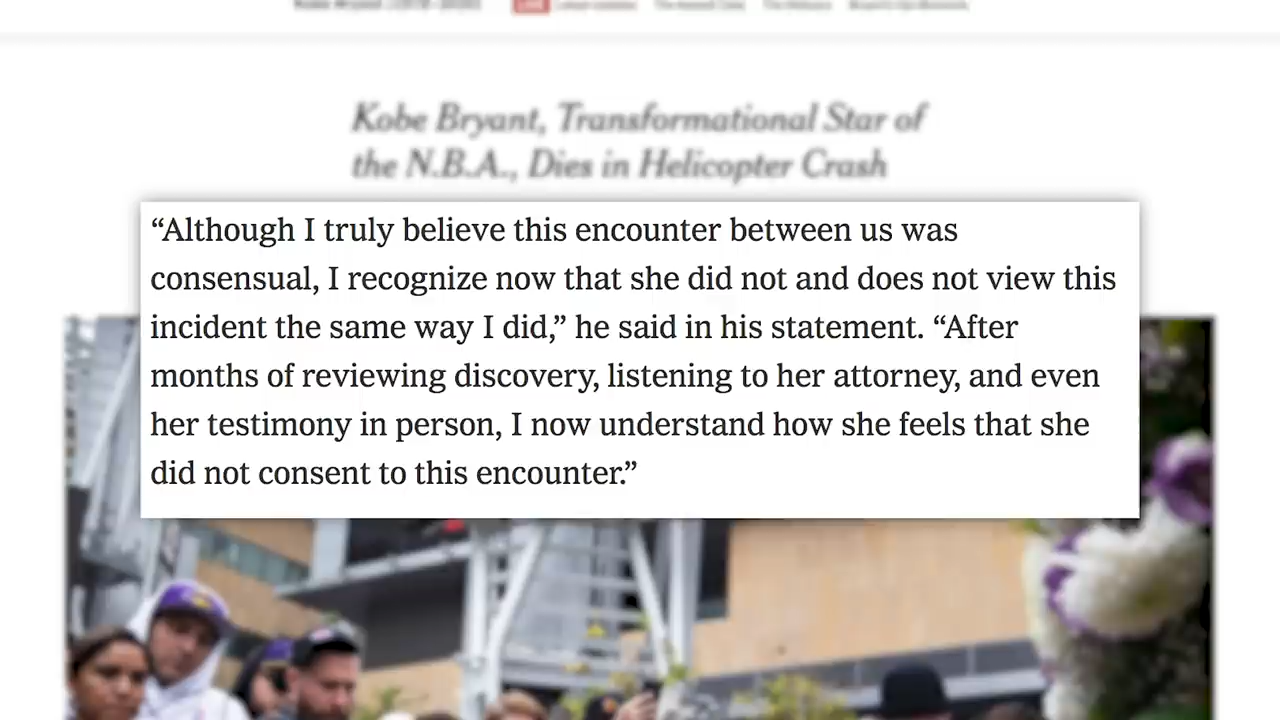 LIVE
Kobe Bryant, Transformational Star of
the N.B.A., Dies in Helicopter Crash
“Although I truly believe this encounter between us was
consensual, I recognize now that she did not and does not view this
incident the same way I did,” he said in his statement. “After
months of reviewing discovery, listening to her attorney, and even
her testimony in person, I now understand how she feels that she
did not consent to this encounter.”